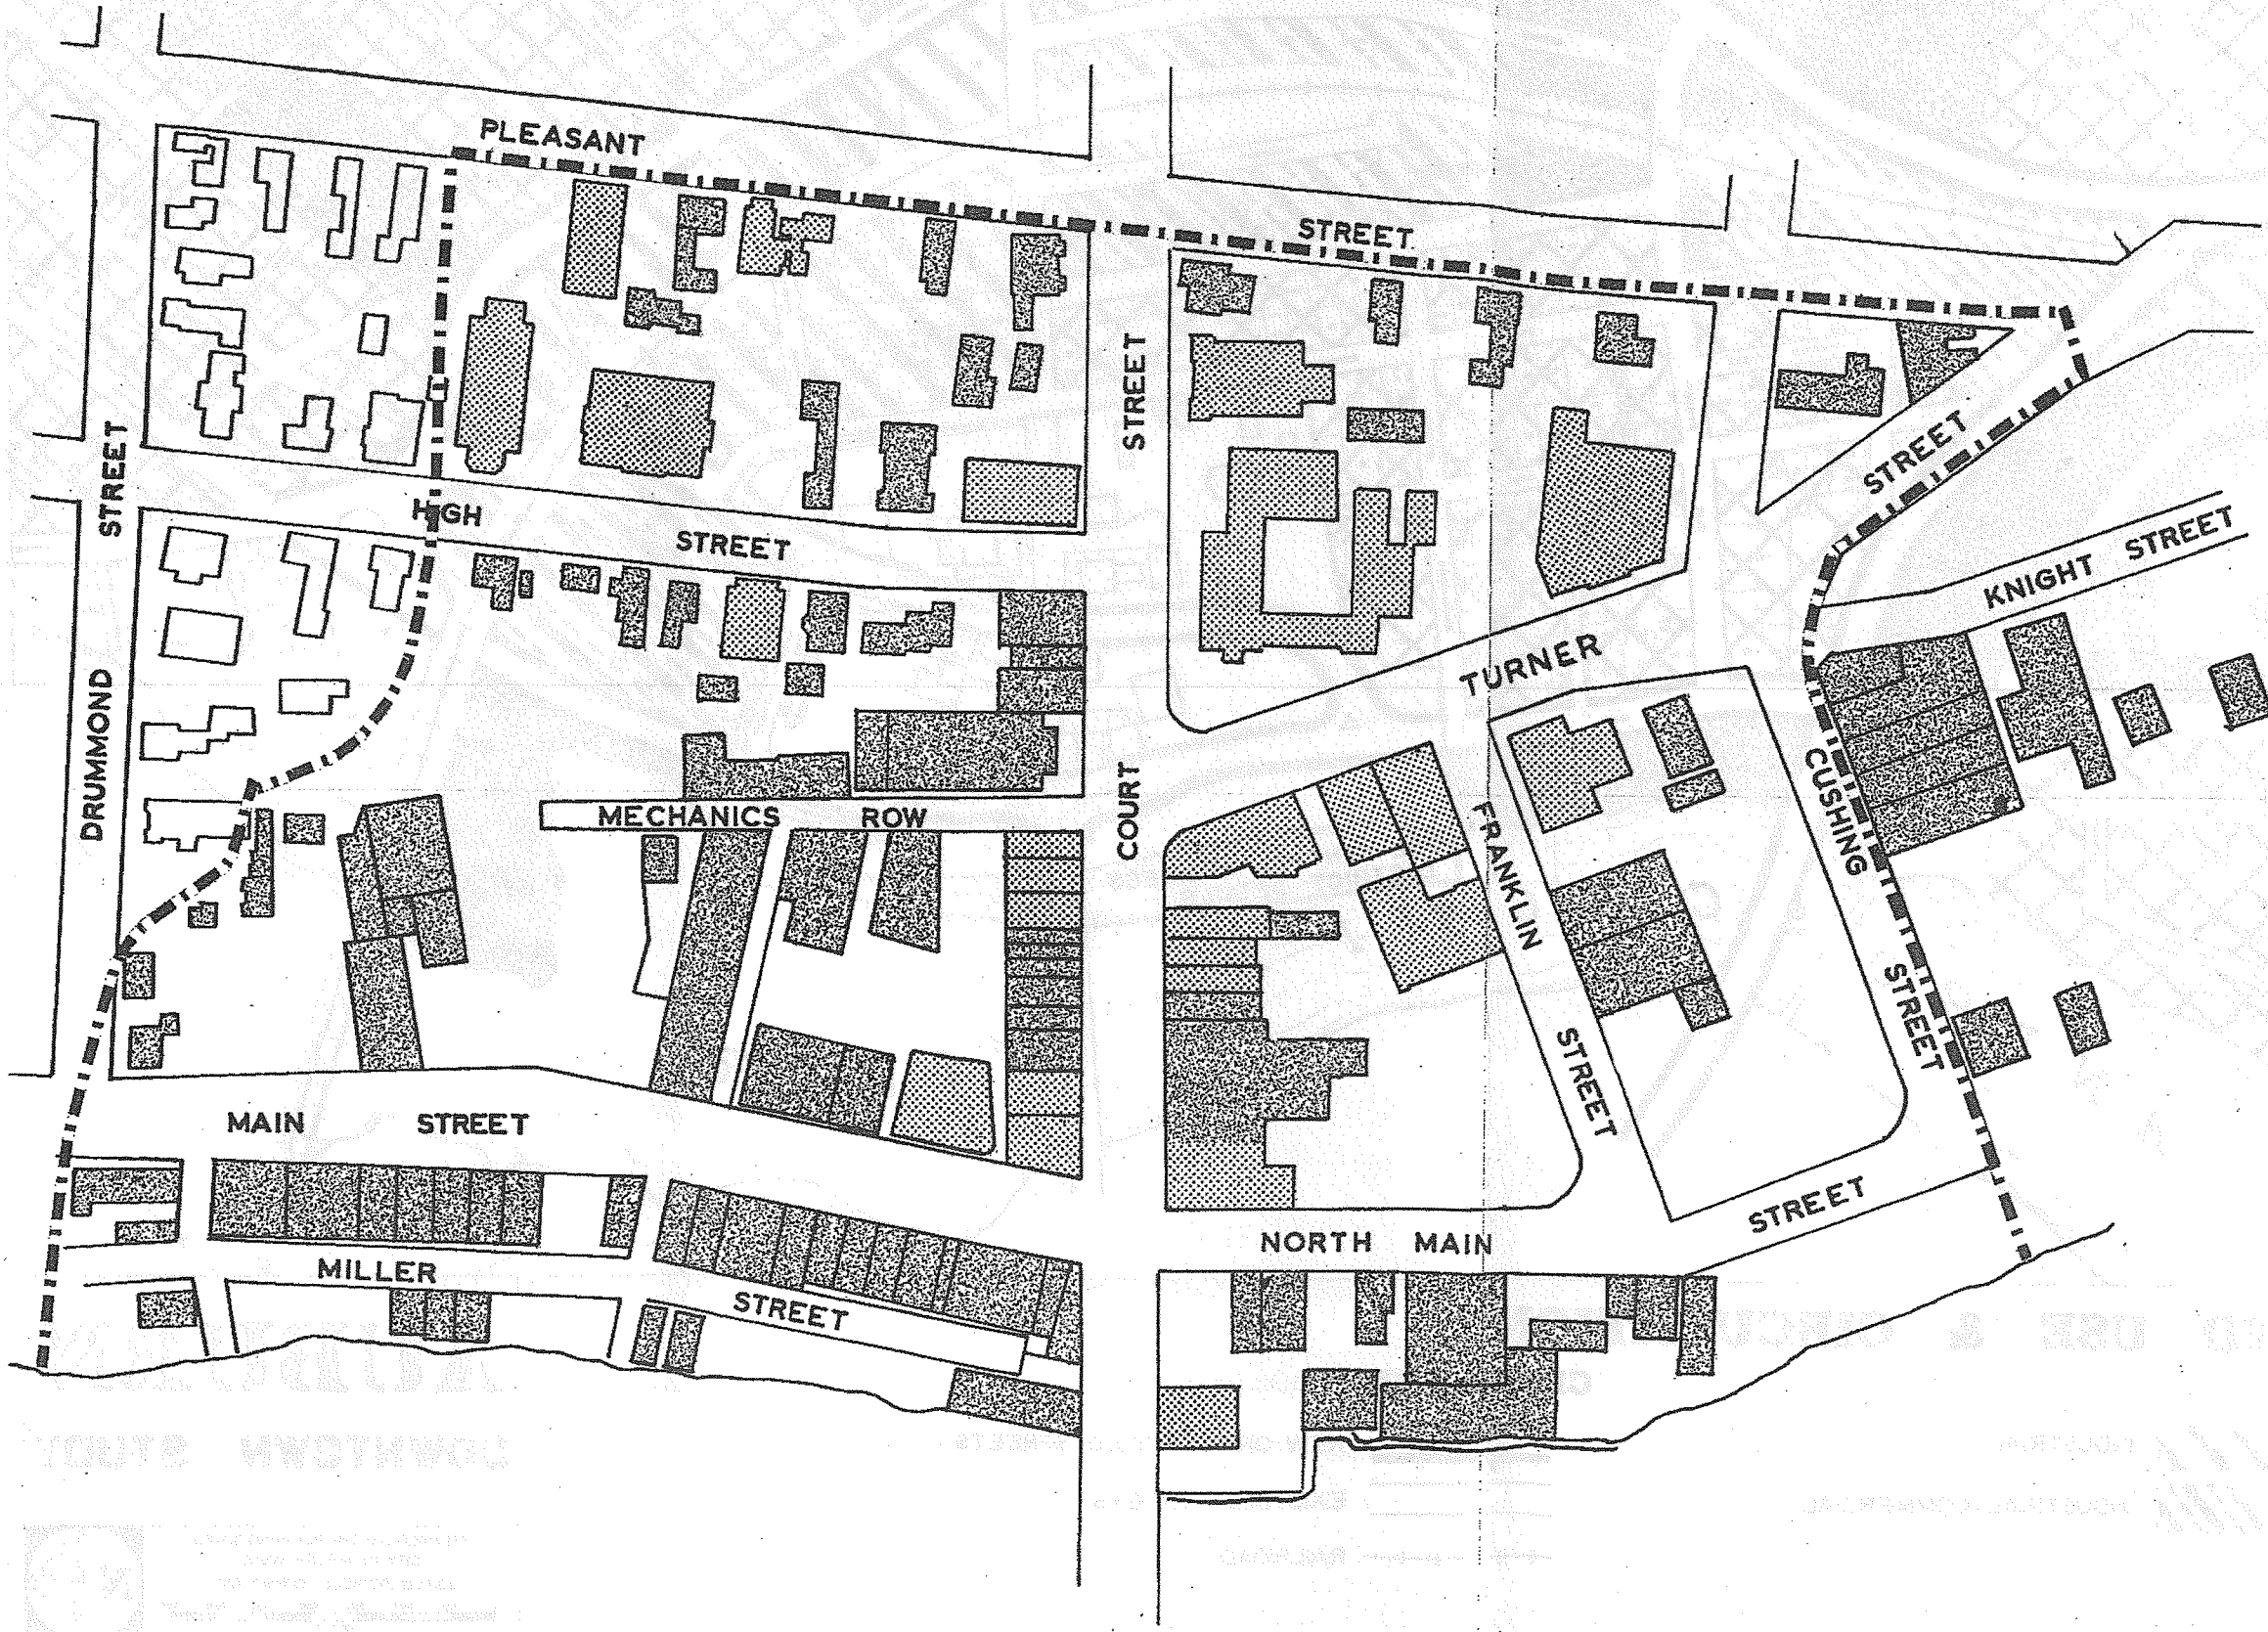 PLEASANT
STREET
STREET
HIGH
STREET
STREET
DRUMMOND
STREET
KNIGHT STREET
TURNER
MECHANICS ROW
COURT
FRANKLIN
STREET
CUSHING
STREET
MAIN STREET
MILLER
STREET
NORTH MAIN
STREET